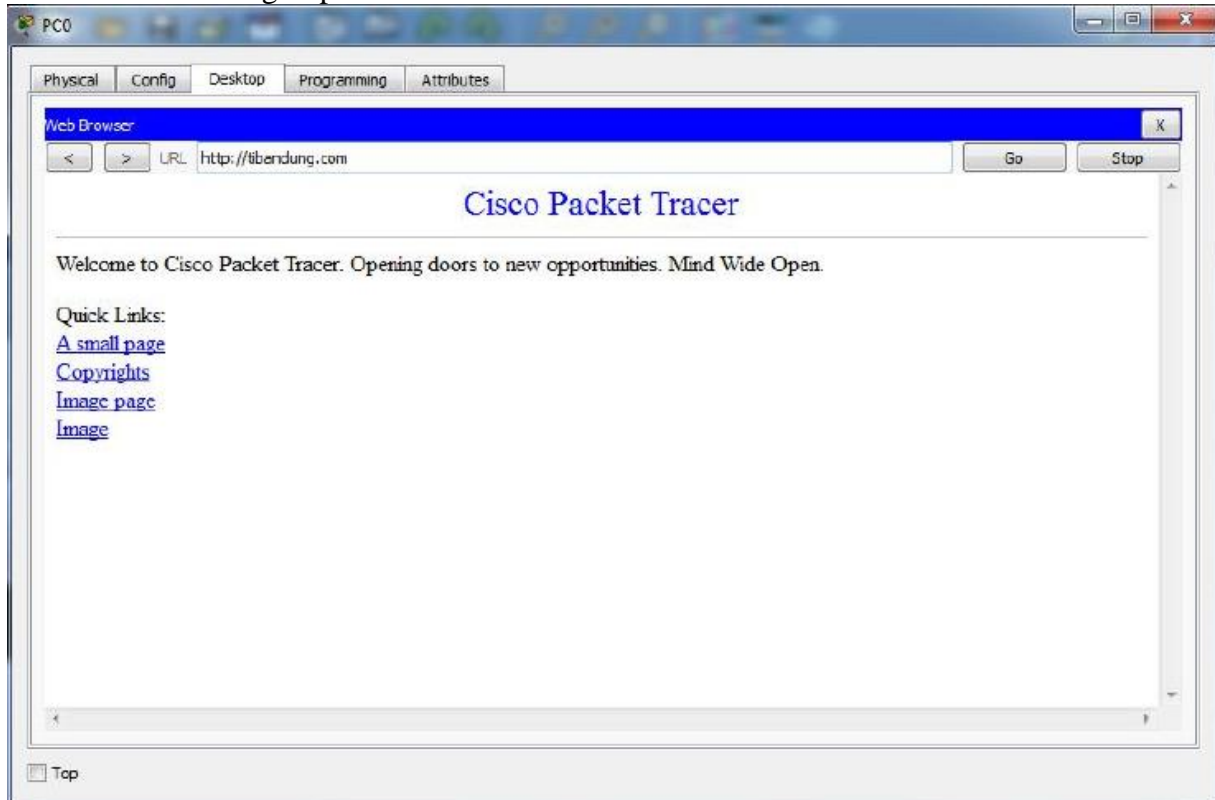 PC0
Physical Config Desktop Programming Attributes
Web Browser
X
< > URL http://tibandung.com Go Stop
Cisco Packet Tracer
Welcome to Cisco Packet Tracer. Opening doors to new opportunities. Mind Wide Open.
Quick Links:
A small page
Copyrights
Image page
Image
Top